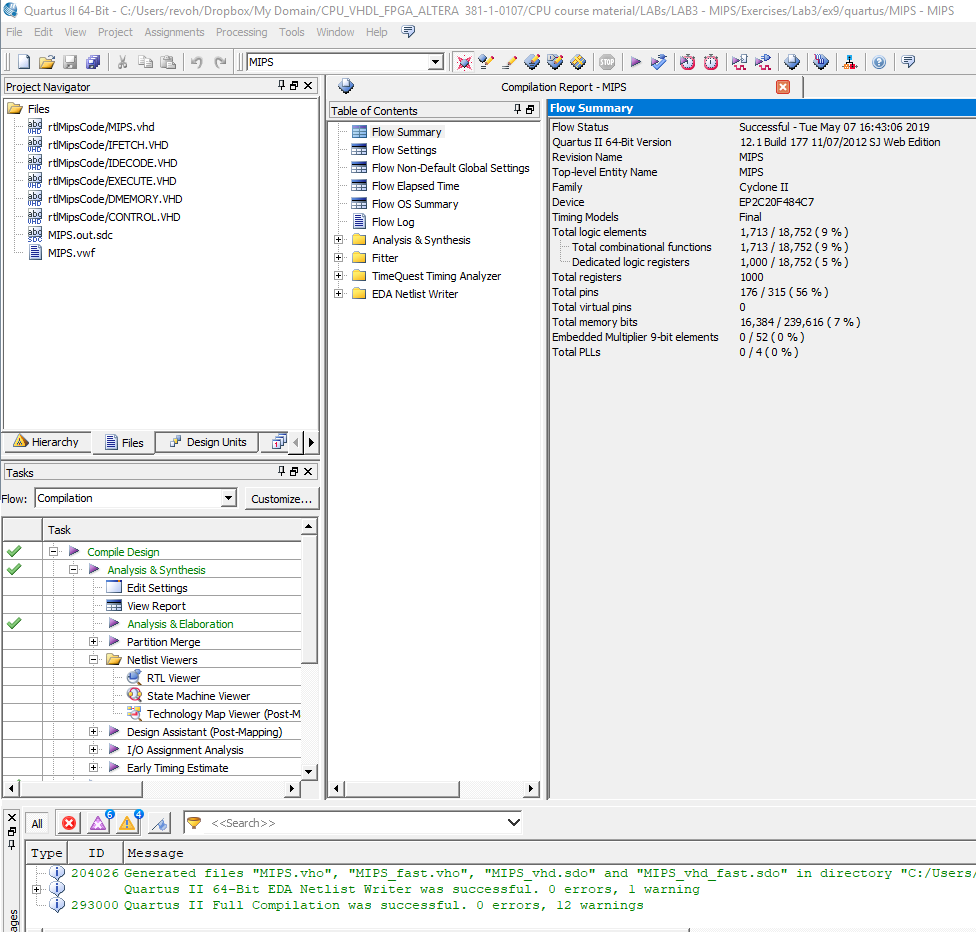 Quartus II 64-Bit - C:/Users/revoh/Dropbox/My Domain/CPU_VHDL_FPGA_ALTERA 381-1-0107/CPU course material/LABs/LAB3 - MIPS/Exercises/Lab3/ex9/quartus/MIPS - MIPS
File Edit View Project Assignments Processing Tools Window Help
MIPS
STOP
Project Navigator
Files
rtlMipsCode/MIPS.vhd
rtlMipsCode/IFETCH.VHD
rtlMipsCode/IDECODE.VHD
rtlMipsCode/EXECUTE.VHD
rtlMipsCode/DMEMORY.VHD
rtlMipsCode/CONTROL.VHD
MIPS.out.sdc
MIPS.vwf
Hierarchy Files Design Units
Tasks
Flow: Compilation Customize...
Task
Compile Design
Analysis & Synthesis
Edit Settings
View Report
Analysis & Elaboration
Partition Merge
Netlist Viewers
RTL Viewer
State Machine Viewer
Technology Map Viewer (Post-M
Design Assistant (Post-Mapping)
I/O Assignment Analysis
Early Timing Estimate
Compilation Report - MIPS
Table of Contents
Flow Summary
Flow Settings
Flow Non-Default Global Settings
Flow Elapsed Time
Flow OS Summary
Flow Log
Analysis & Synthesis
Fitter
TimeQuest Timing Analyzer
EDA Netlist Writer
Flow Summary
Flow Status Successful - Tue May 07 16:43:06 2019
Quartus II 64-Bit Version 12.1 Build 177 11/07/2012 SJ Web Edition
Revision Name MIPS
Top-level Entity Name MIPS
Family Cyclone II
Device EP2C20F484C7
Timing Models Final
Total logic elements 1,713 / 18,752 ( 9 % )
Total combinational functions 1,713 / 18,752 ( 9 % )
Dedicated logic registers 1,000 / 18,752 ( 5 % )
Total registers 1000
Total pins 176 / 315 ( 56 % )
Total virtual pins 0
Total memory bits 16,384 / 239,616 ( 7 % )
Embedded Multiplier 9-bit elements 0 / 52 ( 0 % )
Total PLLs 0 / 4 ( 0 % )
All 6 4 <<Search>>
Type ID Message
204026 Generated files "MIPS.vho", "MIPS_fast.vho", "MIPS_vhd.sdo" and "MIPS_vhd_fast.sdo" in directory "C:/Users/
Quartus II 64-Bit EDA Netlist Writer was successful. 0 errors, 1 warning
293000 Quartus II Full Compilation was successful. 0 errors, 12 warnings
ages